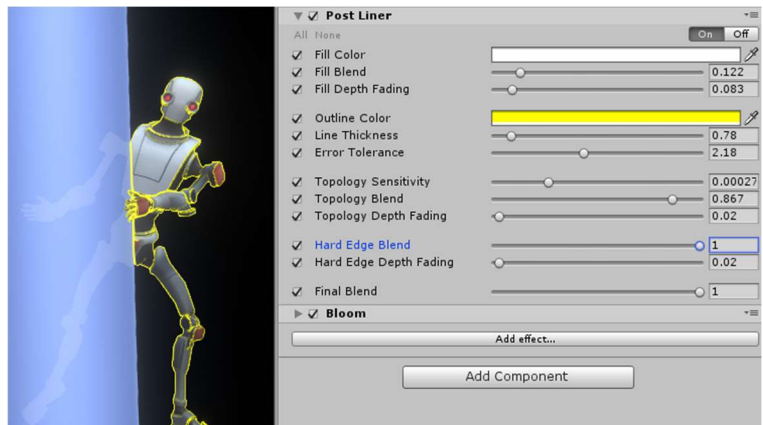 Post Liner
All None
On Off
Fill Color
Fill Blend 0.122
Fill Depth Fading 0.083
Outline Color
Line Thickness 0.78
Error Tolerance 2.18
Topology Sensitivity 0.00027
Topology Blend 0.867
Topology Depth Fading 0.02
Hard Edge Blend 1
Hard Edge Depth Fading 0.02
Final Blend 1
Bloom
Add effect...
Add Component